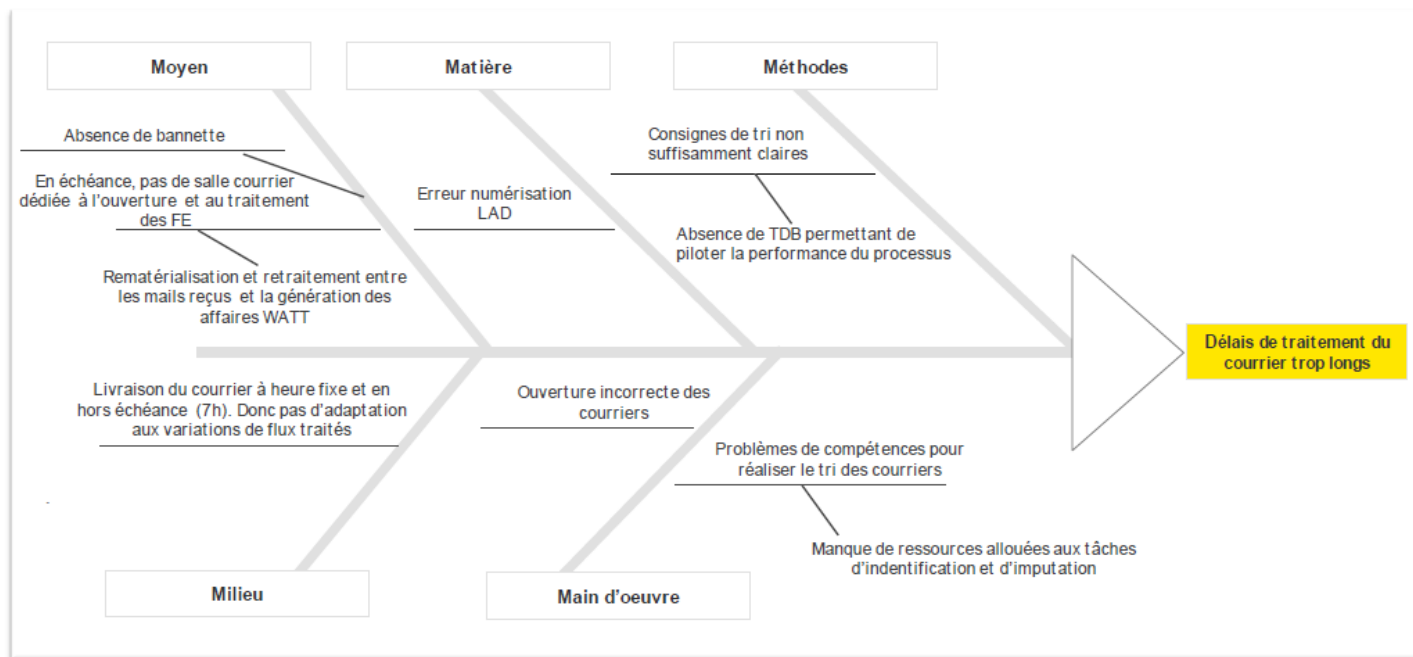 Moyen
Matière
Méthodes
Absence de bannette
En échéance, pas de salle courrier
dédiée à l'ouverture et au traitement
des FE
Rematérialisation et retraitement entre
les mails reçus et la génération des
affaires WATT
Erreur numérisation
LAD
Consignes de tri non
suffisamment claires
Absence de TDB permettant de
piloter la performance du processus
Délais de traitement du
courrier trop longs
Livraison du courrier à heure fixe et en
hors échéance (7h). Donc pas d'adaptation
aux variations de flux traités
Ouverture incorrecte des
courriers
Problèmes de compétences pour
réaliser le tri des courriers
Manque de ressources allouées aux tâches
d'indentification et d'imputation
Milieu
Main d'oeuvre